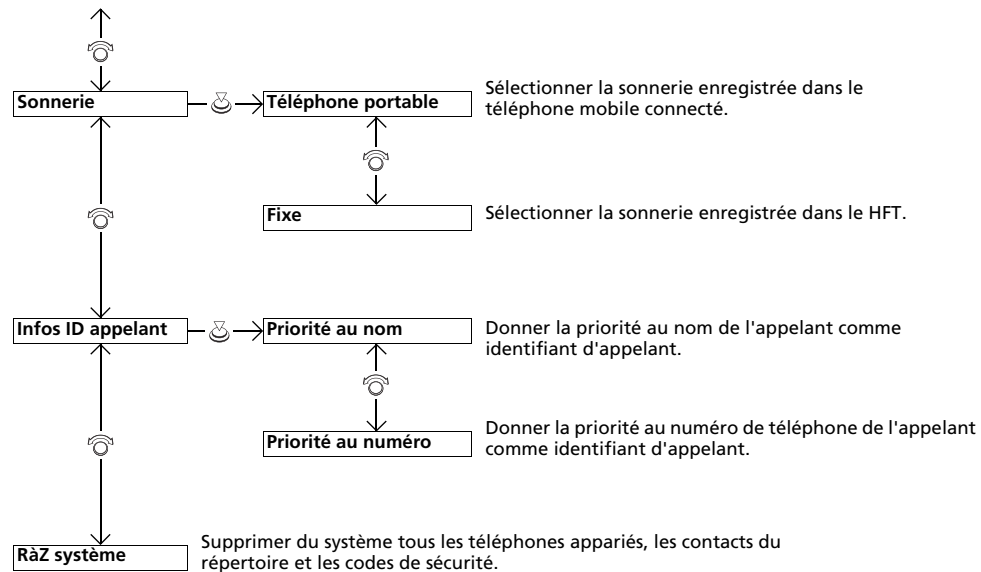 Sonnerie
Téléphone portable
Sélectionner la sonnerie enregistrée dans le
téléphone mobile connecté.
Fixe
Sélectionner la sonnerie enregistrée dans le HFT.
Infos ID appelant
Priorité au nom
Donner la priorité au nom de l'appelant comme
identifiant d'appelant.
Priorité au numéro
Donner la priorité au numéro de téléphone de l'appelant
comme identifiant d'appelant.
RàZ système
Supprimer du système tous les téléphones appariés, les contacts du
répertoire et les codes de sécurité.